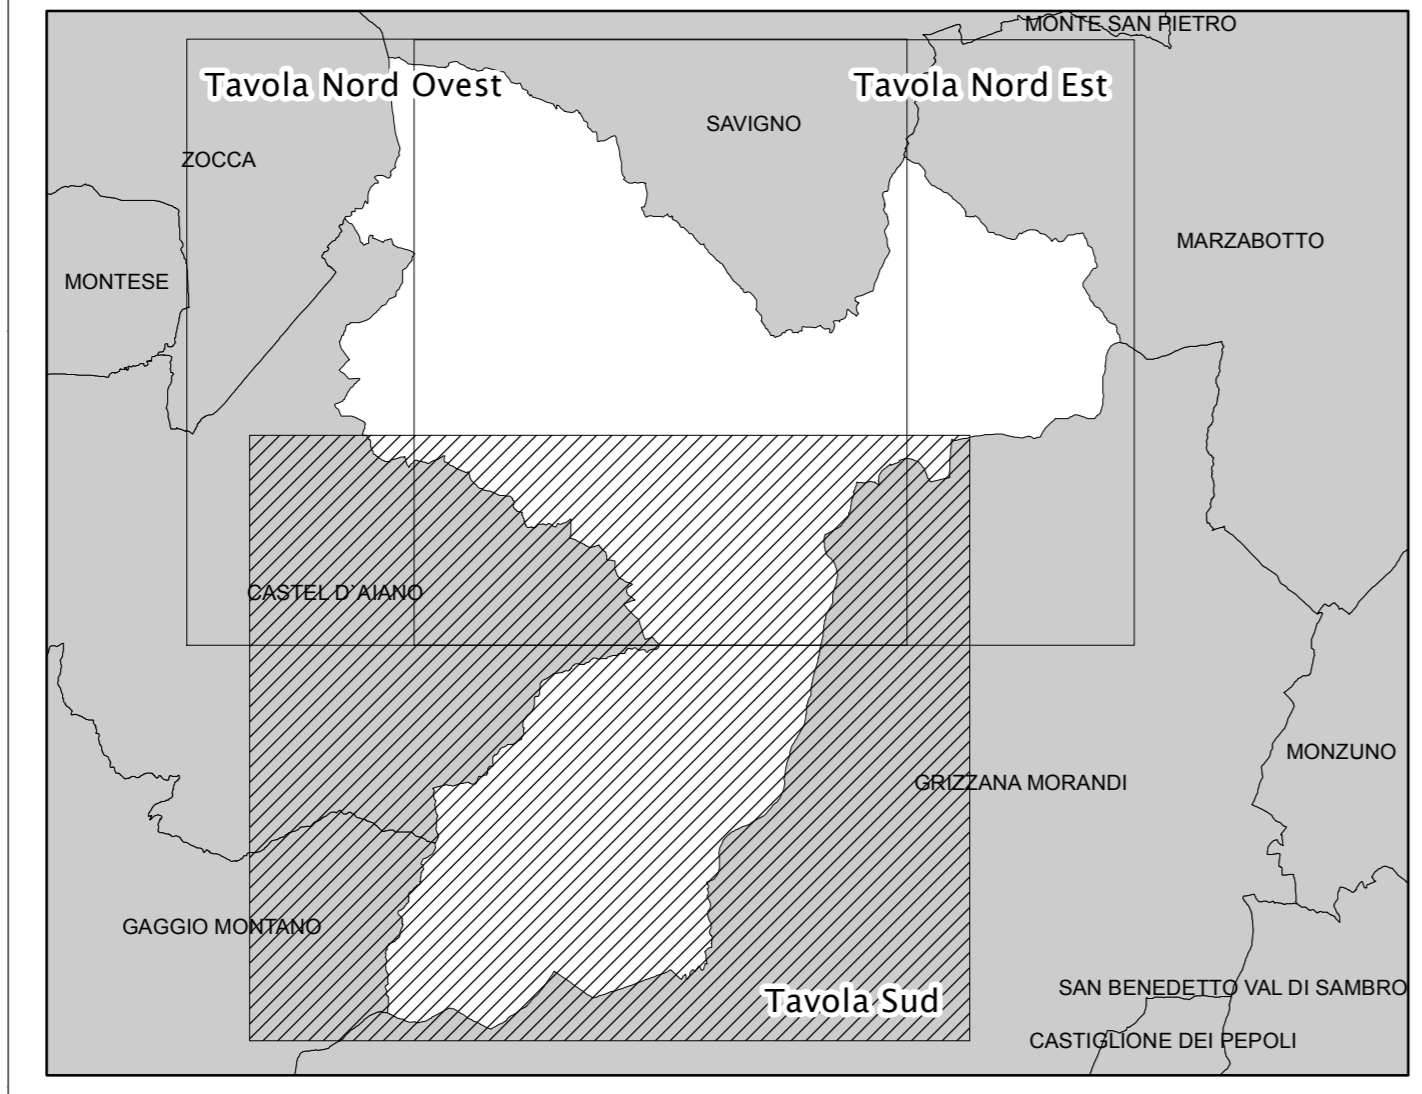 MONTE SAN PIETRO
Tavola Nord Ovest
Tavola Nord Est
SAVIGNO
ZOCCA
MARZABOTTO
MONTESE
CASTEL D`AIANO
MONZUNO
GRIZZANA MORANDI
GAGGIO MONTANO
SAN BENEDETTO VAL DI SAMBRO
Tavola Sud
CASTIGLIONE DEI PEPOLI